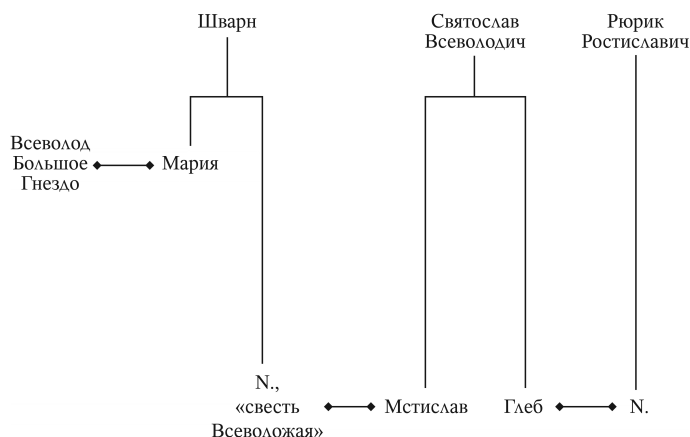 Шварн
Святослав
Всеволодич
Рюрик
Ростиславич
Всеволод
Большое
Гнездо
Мария
N.,
«свесть
Всеволожая»
Мстислав
Глеб
N.